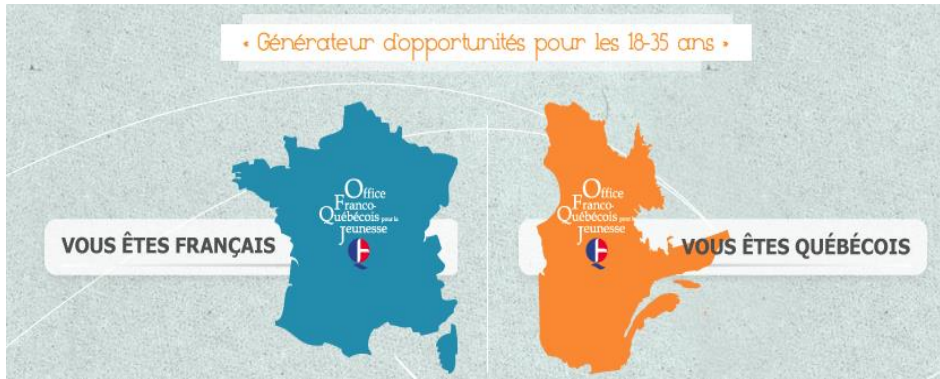 « Générateur d'opportunités pour les 18-35 ans »
Office
Franco-
Québécois pour la
Jeunesse
VOUS ÊTES FRANÇAIS
Office
Franco-
Québécois pour la
Jeunesse
VOUS ÊTES QUÉBÉCOIS